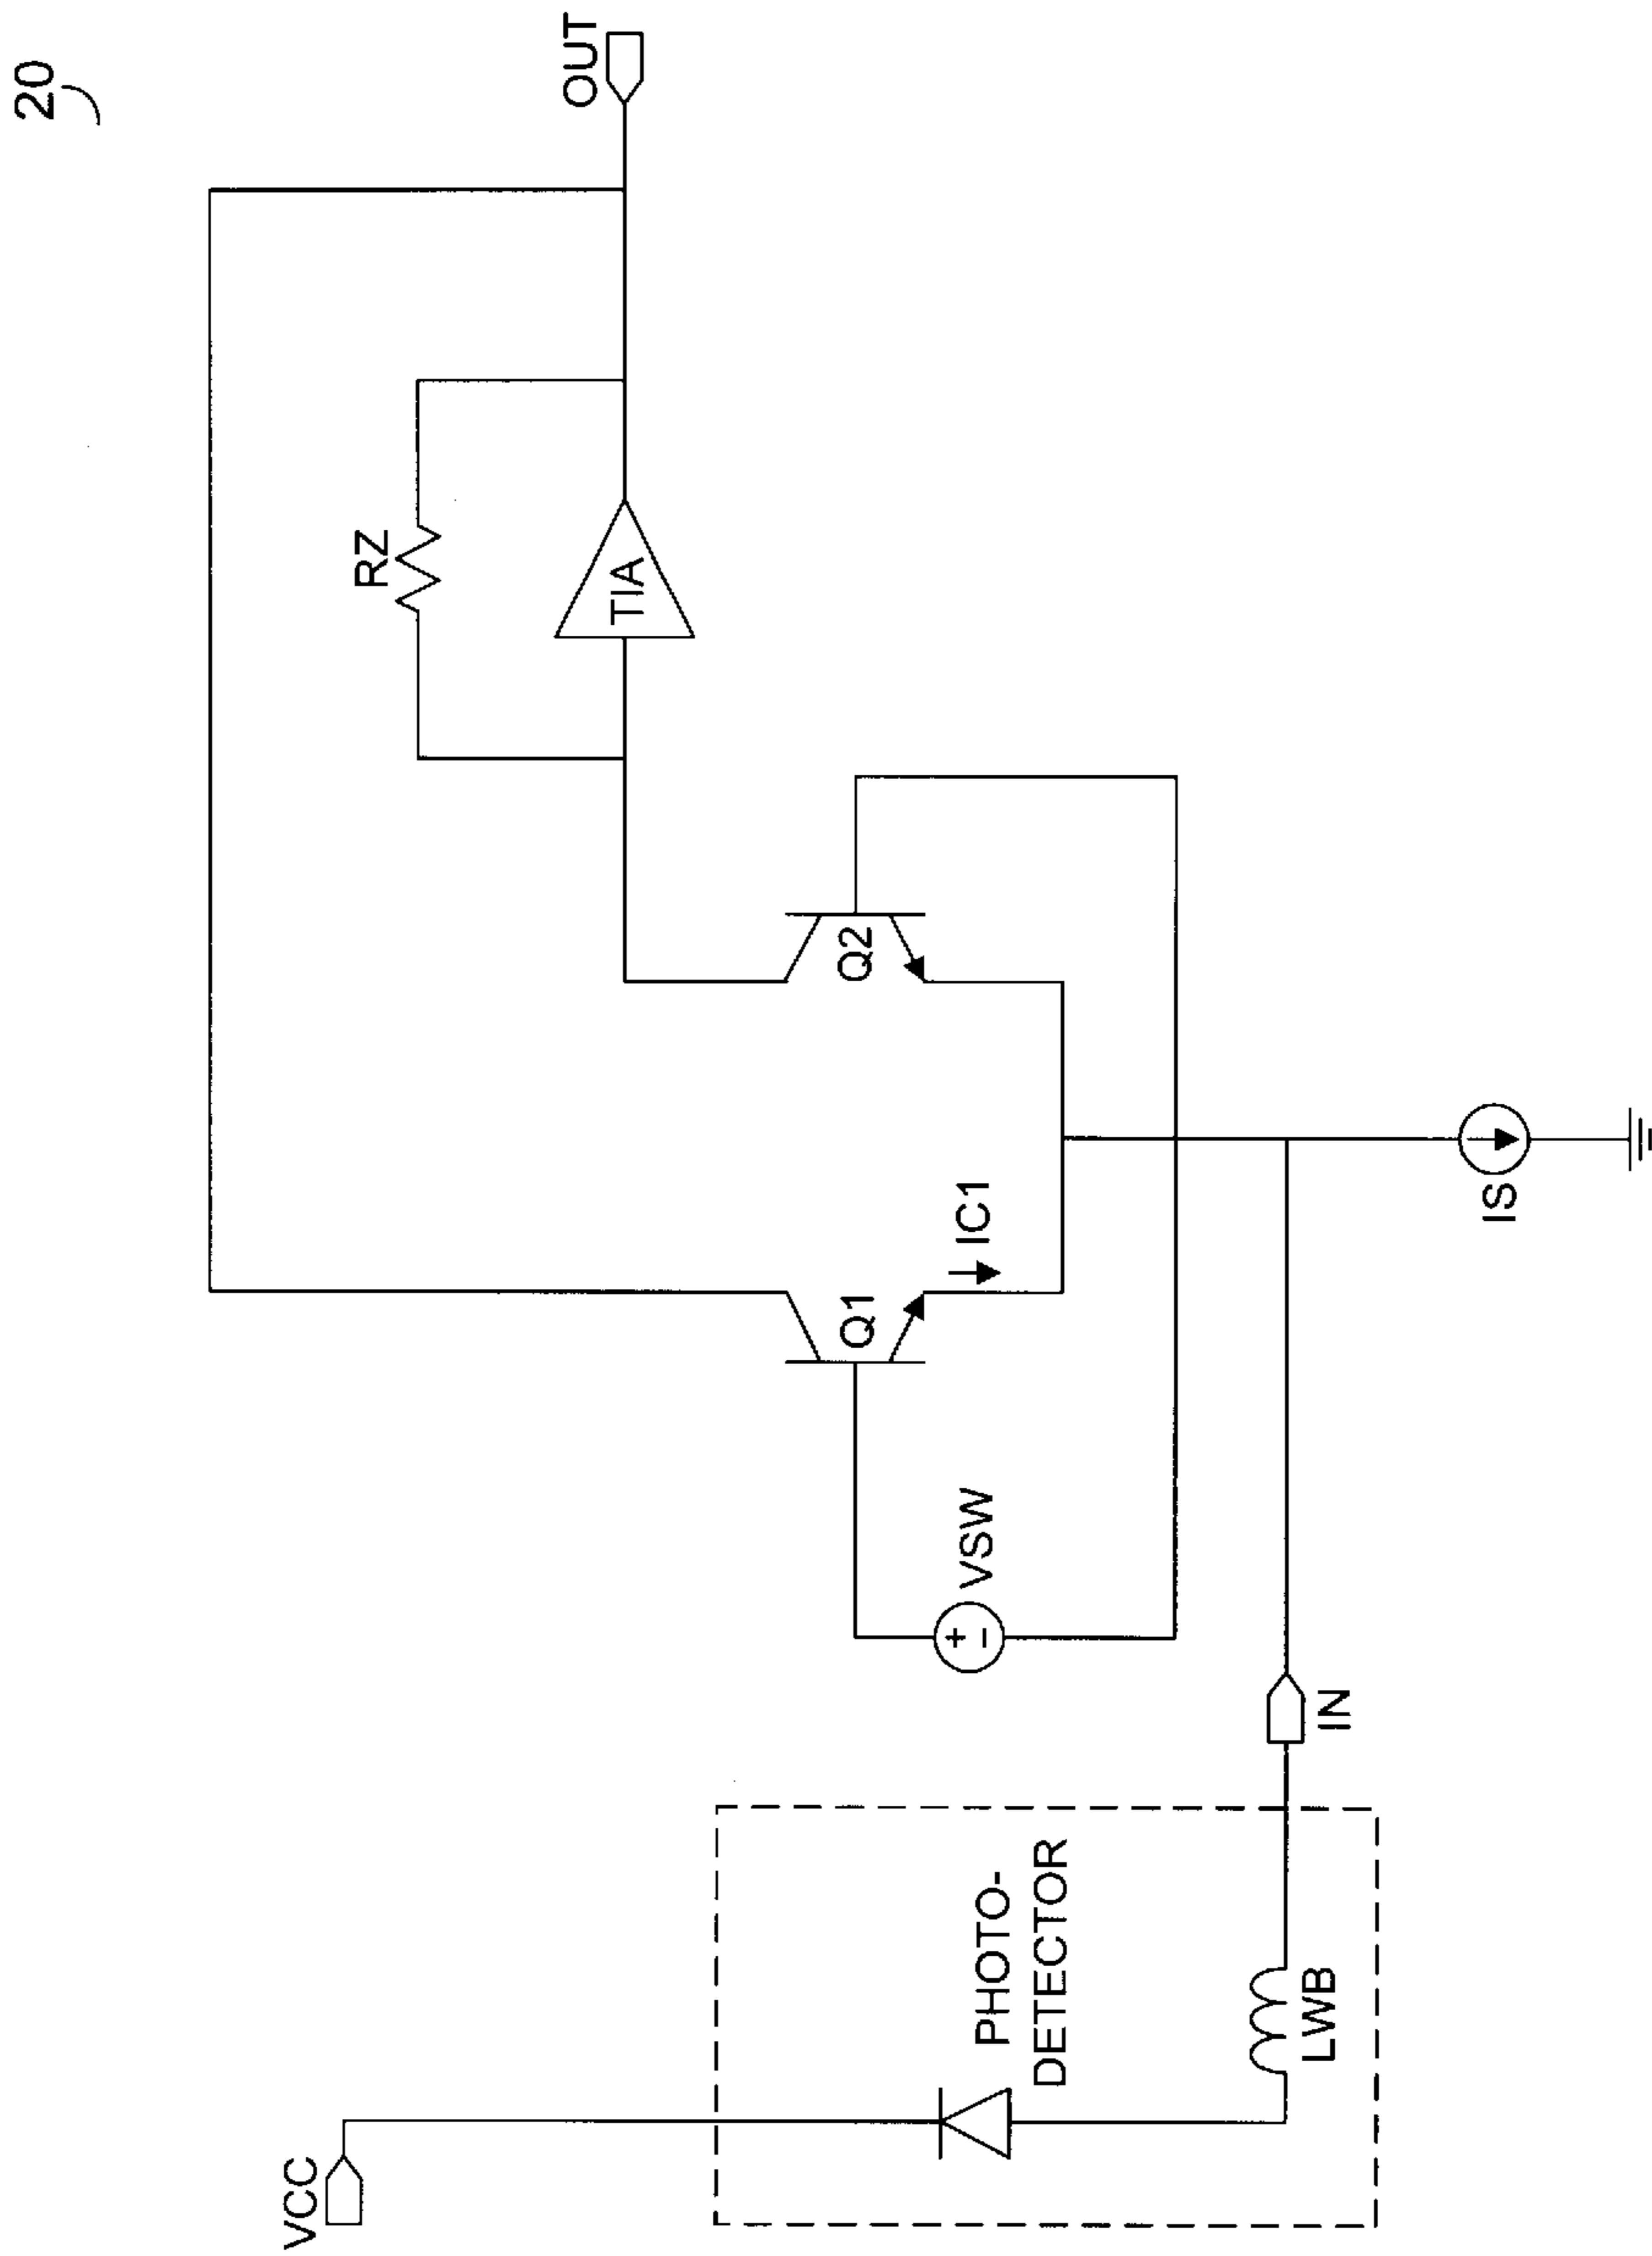 20
OUT
RZ
TIA
Q2
Q1
IC1
VSW
IS
IN
VCC
PHOTO-
DETECTOR
LWB